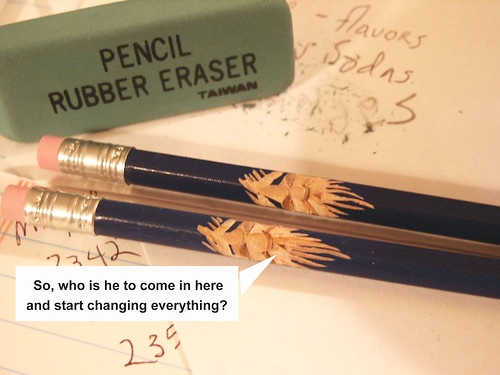 PENCIL
RUBBER ERASER
TAIWAN
- flavors
Sodas
2342
So, who is he to come in here
and start changing everything?
235